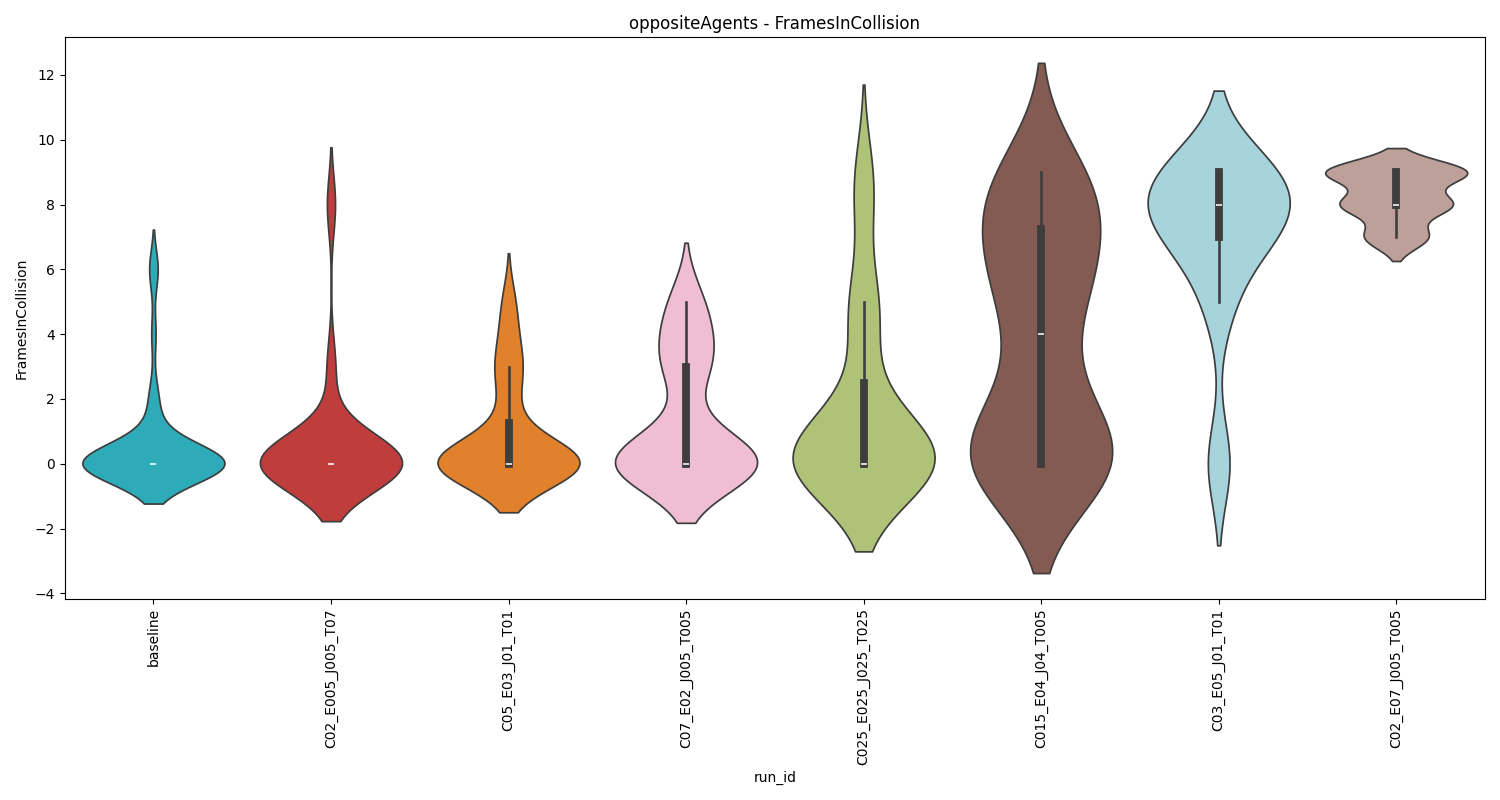 oppositeAgents - FramesInCollision
FramesInCollision
12
10
8
6
4
2
0
−2
−4
baseline
C02_E005_J005_T07
C05_E03_J01_T01
C07_E02_J005_T005
C025_E025_J025_T025
C015_E04_J04_T005
C03_E05_J01_T01
C02_E07_J005_T005
run_id